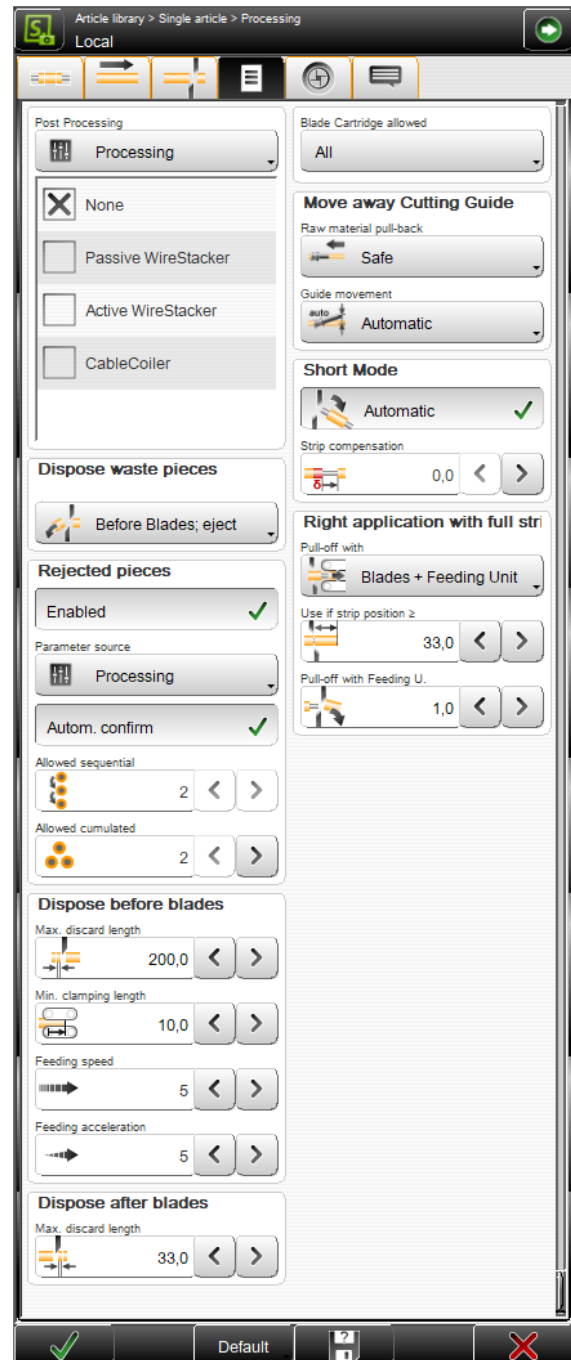 Article library > Single article > Processing
Local
Post Processing
Processing
None
Passive WireStacker
Active WireStacker
CableCoiler
Dispose waste pieces
Before Blades; eject
Rejected pieces
Enabled
Parameter source
Processing
Autom. confirm
Allowed sequential
2
Allowed cumulated
2
Dispose before blades
Max. discard length
200,0
Min. clamping length
10,0
Feeding speed
5
Feeding acceleration
5
Dispose after blades
Max. discard length
33,0
Blade Cartridge allowed
All
Move away Cutting Guide
Raw material pull-back
Safe
Guide movement
auto
Automatic
Short Mode
Automatic
Strip compensation
δ
0,0
Right application with full stri
Pull-off with
Blades + Feeding Unit
Use if strip position ≥
33,0
Pull-off with Feeding U.
1,0
Default
?